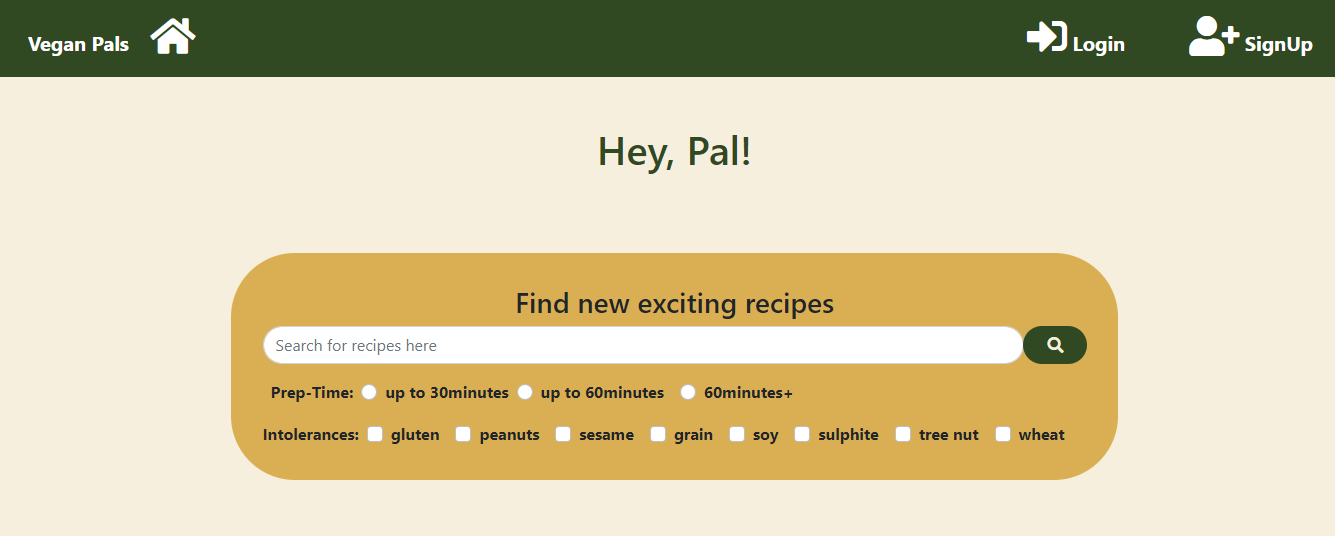 Vegan Pals Login SignUp
Hey, Pal!
Find new exciting recipes
Search for recipes here
Prep-Time: up to 30minutes up to 60minutes 60minutes+
Intolerances: gluten peanuts sesame grain soy sulphite tree nut wheat